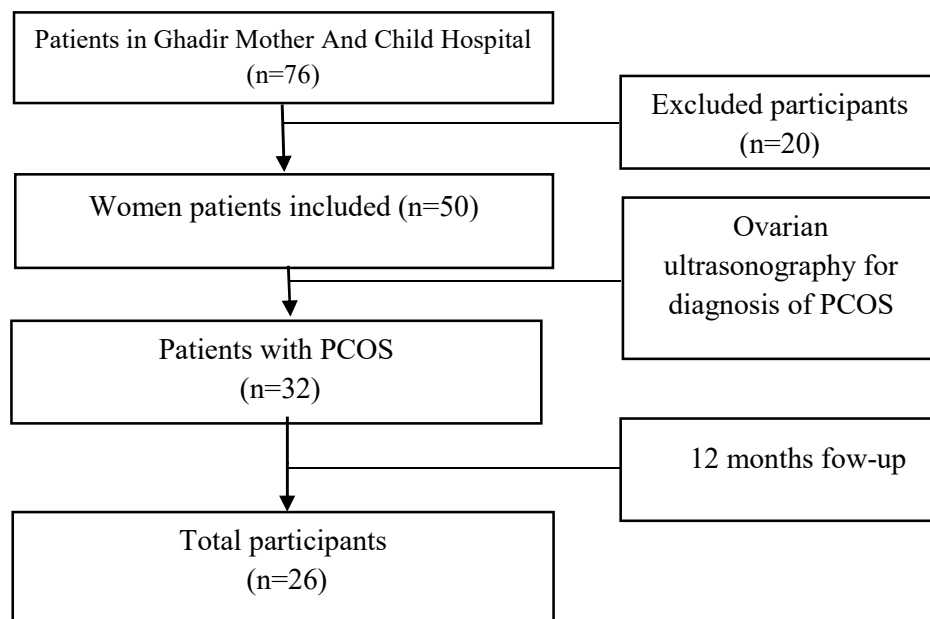 Patients in Ghadir Mother And Child Hospital
(n=76)
Excluded participants
(n=20)
Women patients included (n=50)
Ovarian
ultrasonography for
diagnosis of PCOS
Patients with PCOS
(n=32)
12 months fow-up
Total participants
(n=26)